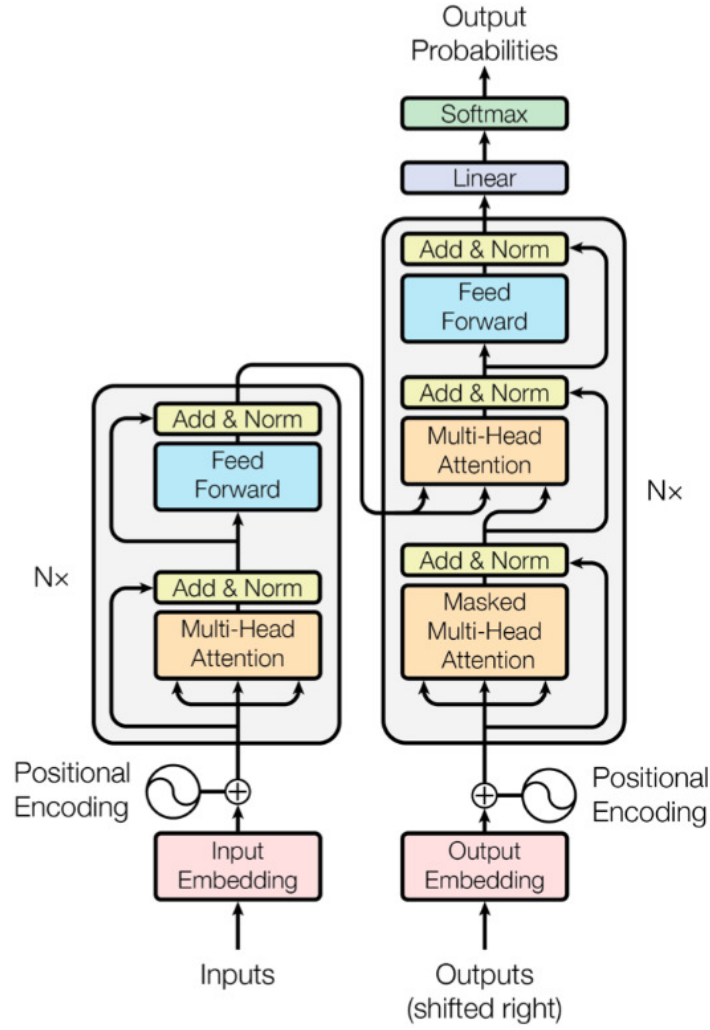 Output
Probabilities
Softmax
Linear
Add & Norm
Feed
Forward
Add & Norm
Multi-Head
Attention
Add & Norm
Masked
Multi-Head
Attention
N×
Add & Norm
Feed
Forward
Add & Norm
Multi-Head
Attention
N×
Positional
Encoding
Positional
Encoding
Input
Embedding
Output
Embedding
Inputs
Outputs
(shifted right)